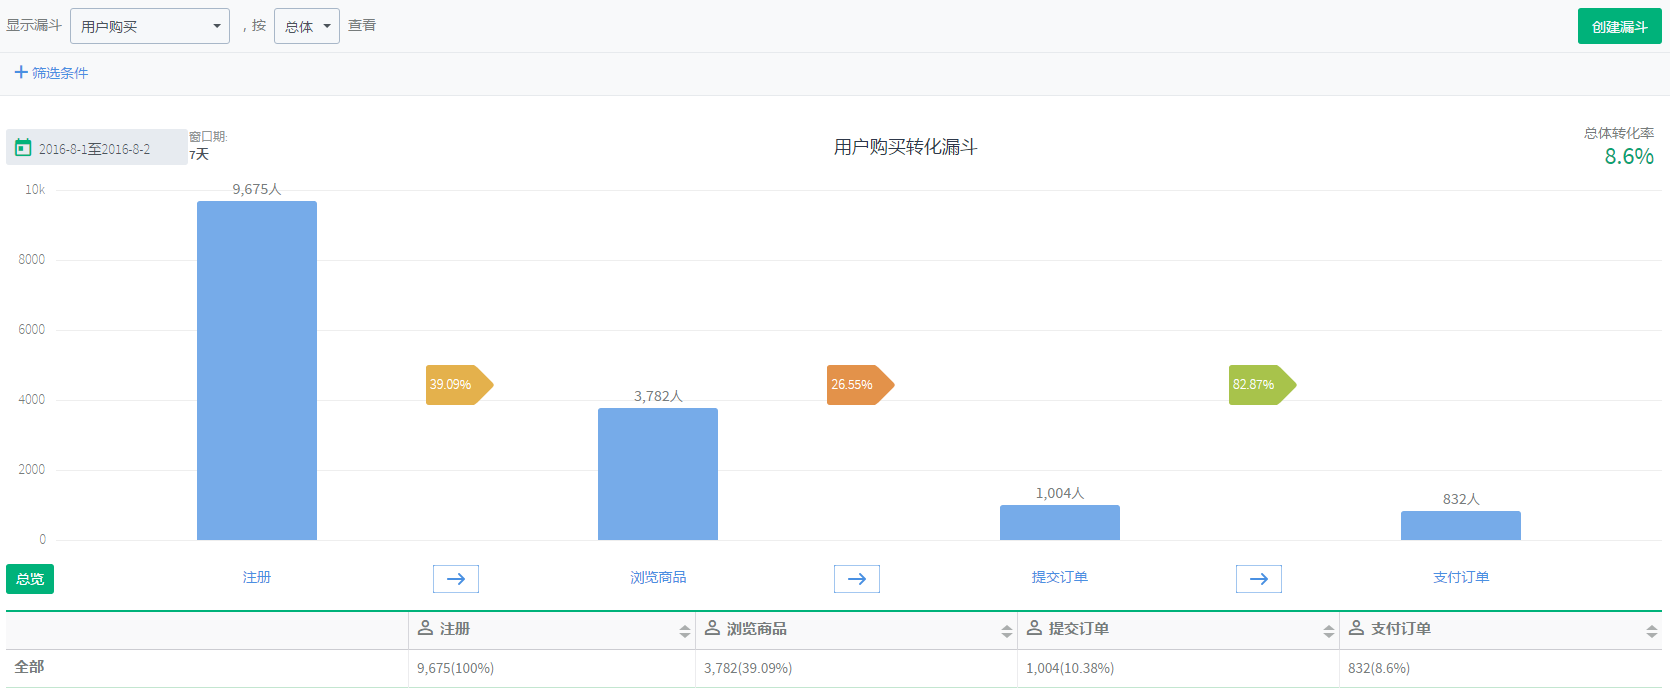 显示漏斗 用户购买 ，按 总体 查看 创建漏斗
筛选条件
2016-8-1至2016-8-2 窗口期: 7天
用户购买转化漏斗
总体转化率
8.6%
10k
8000
6000
4000
2000
0
9,675人
39.09%
3,782人
26.55%
1,004人
82.87%
832人
总览 注册 浏览商品 提交订单 支付订单
注册 浏览商品 提交订单 支付订单
全部 9,675(100%) 3,782(39.09%) 1,004(10.38%) 832(8.6%)